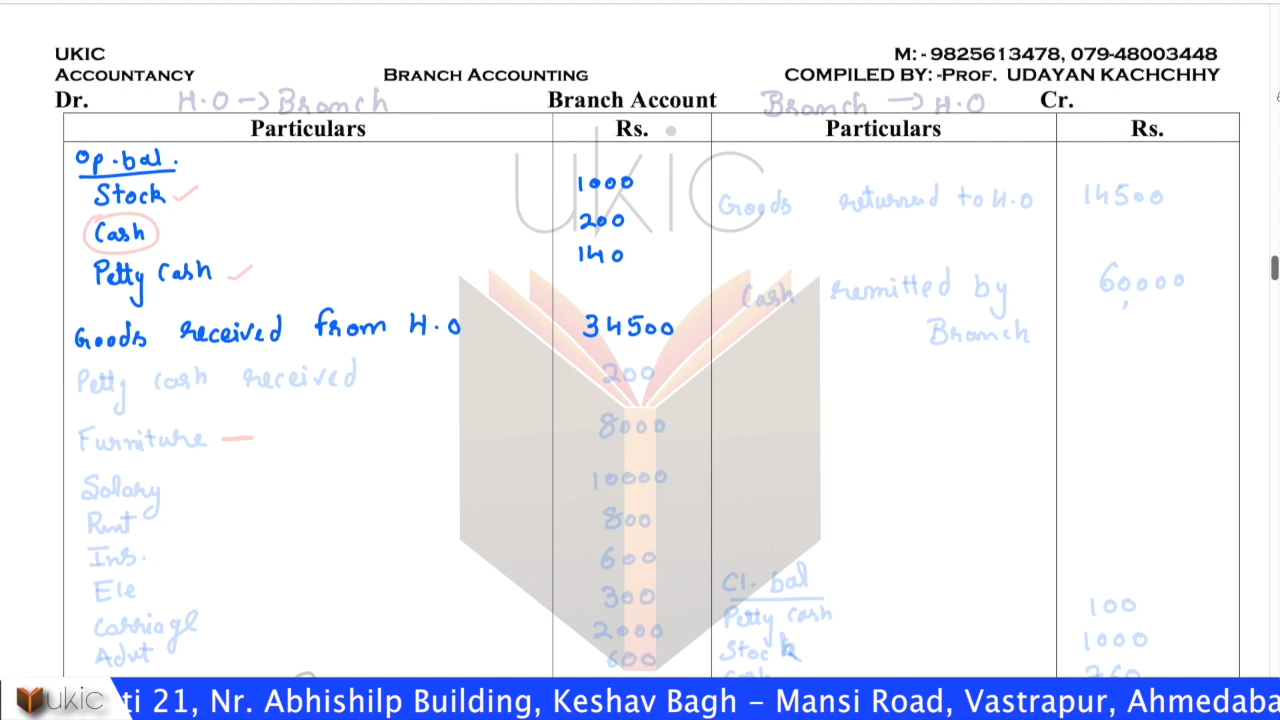 UKIC
M: - 9825613478, 079-48003448
ACCOUNTANCY
BRANCH ACCOUNTING
COMPILED BY: -PROF. UDAYAN KACHCHHY
Dr. H.O → Branch Branch Account Branch → H.O Cr.
Particulars Rs. Particulars Rs.
ukIC
Op. bal.
Stock ✓ 1000
Goods returned to H.O 14500
Cash 200
Petty Cash ✓ 140
Cash remitted by 60000
Branch
Goods received from H.O 34500
Petty cash received 200
Furniture 8000
Salary 10000
Rent 800
Ins. 600
Ele 300
Cl. bal
Petty cash 100
Carriage 2000
Stock 1000
Advt 600
Cash 760
ukic
ti 21, Nr. Abhishilp Building, Keshav Bagh – Mansi Road, Vastrapur, Ahmedaba